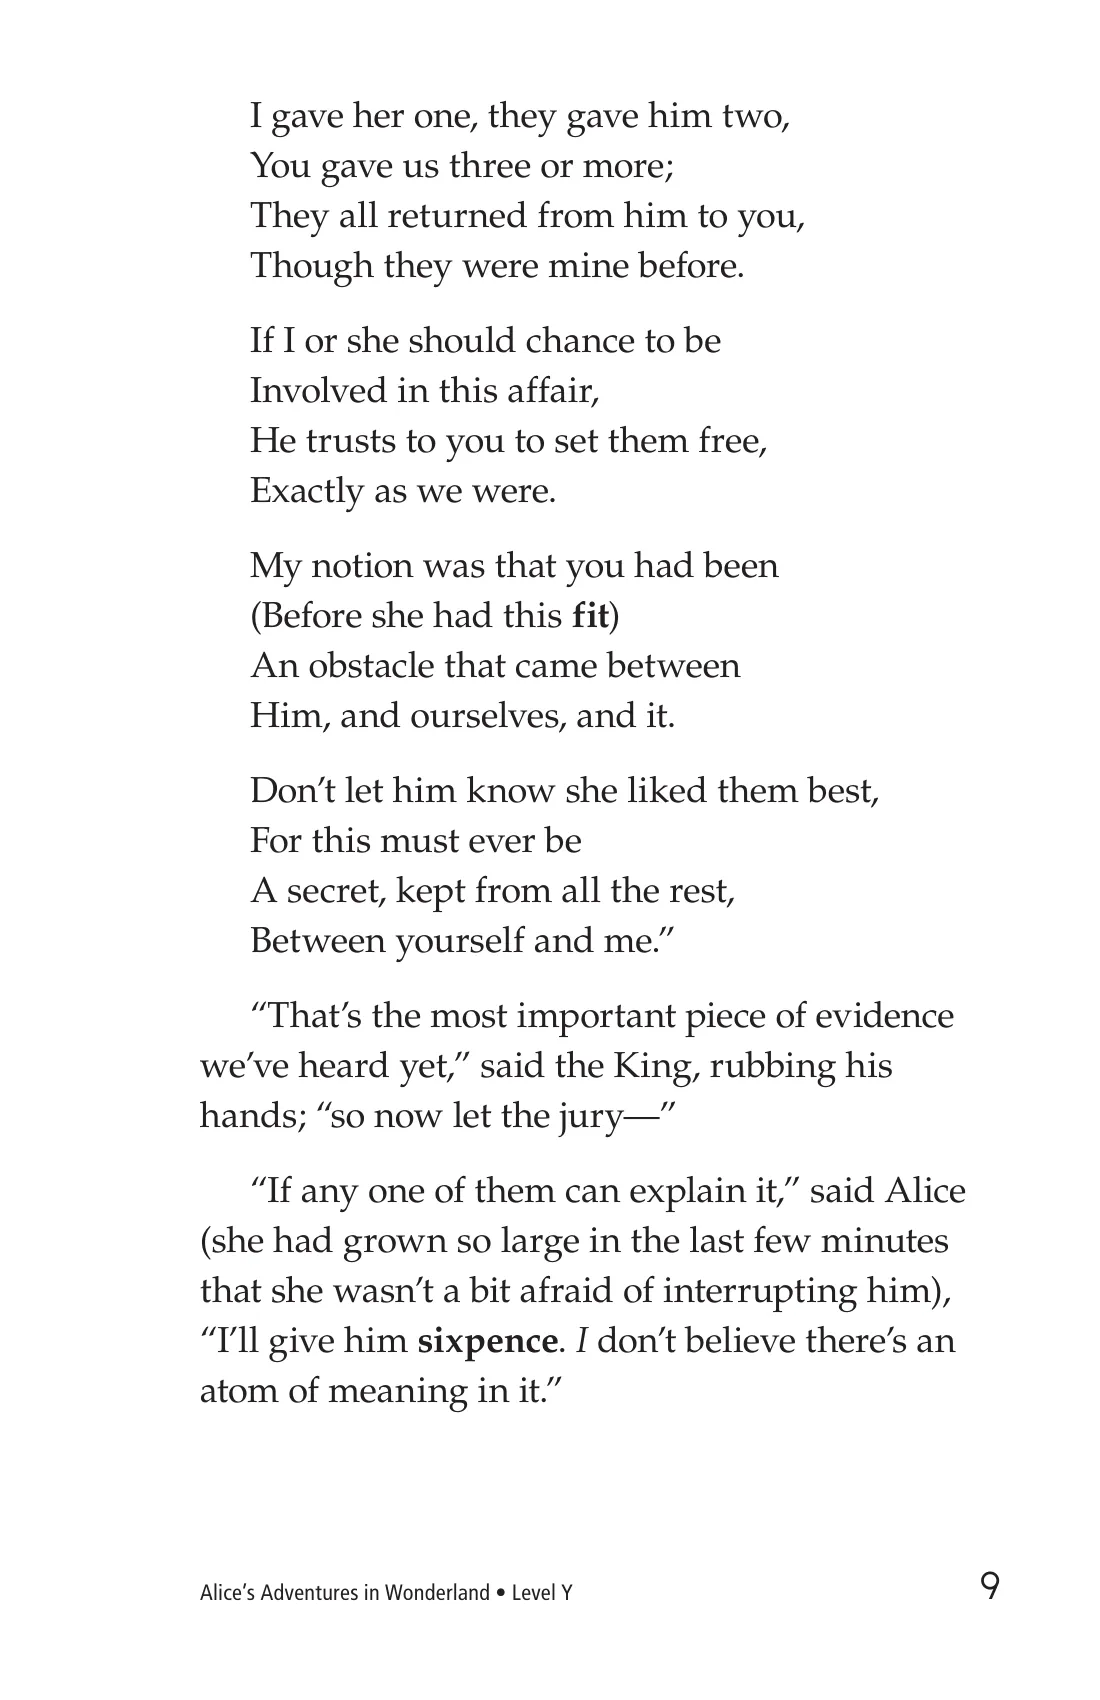 I gave her one, they gave him two,
You gave us three or more;
They all returned from him to you,
Though they were mine before.
If I or she should chance to be
Involved in this affair,
He trusts to you to set them free,
Exactly as we were.
My notion was that you had been
(Before she had this fit)
An obstacle that came between
Him, and ourselves, and it.
Don’t let him know she liked them best,
For this must ever be
A secret, kept from all the rest,
Between yourself and me.”
“That’s the most important piece of evidence
we’ve heard yet,” said the King, rubbing his
hands; “so now let the jury—”
“If any one of them can explain it,” said Alice
(she had grown so large in the last few minutes
that she wasn’t a bit afraid of interrupting him),
“I’ll give him sixpence. I don’t believe there’s an
atom of meaning in it.”
Alice’s Adventures in Wonderland • Level Y
9